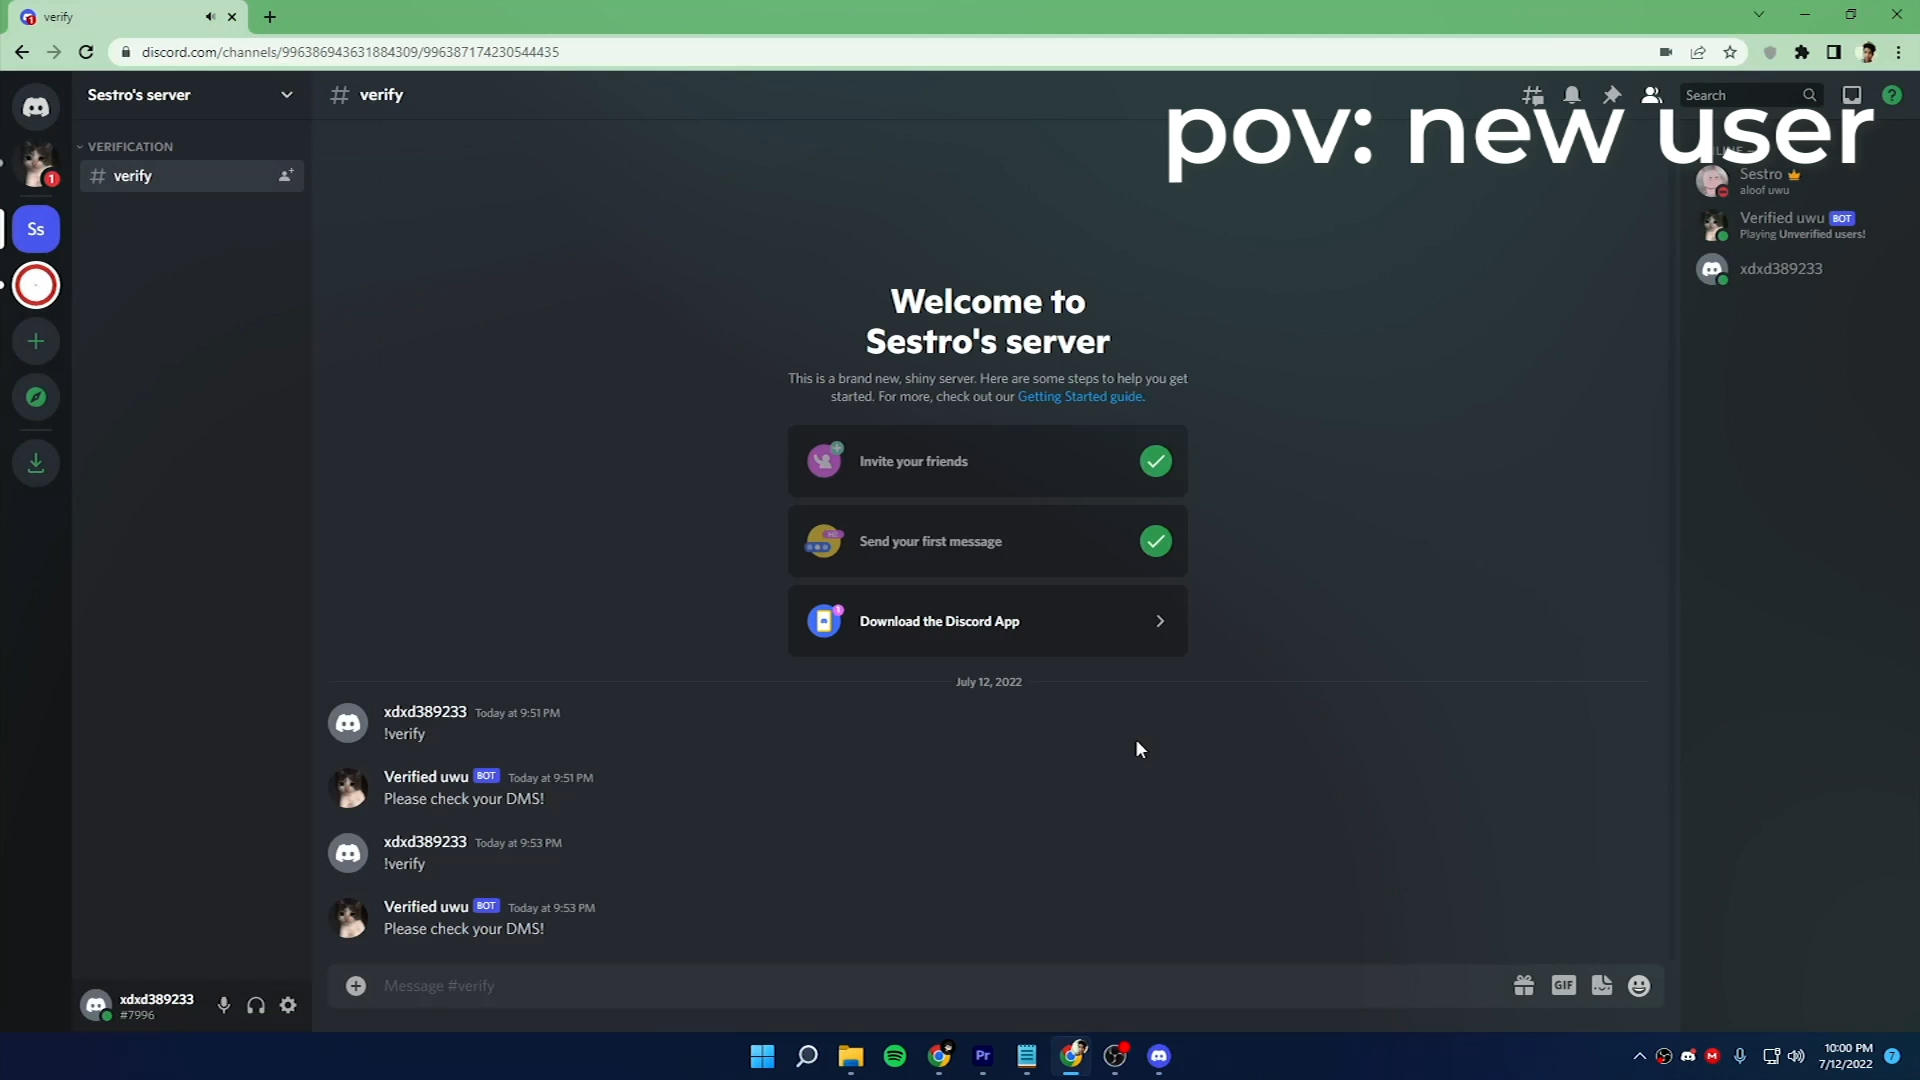 verify
discord.com/channels/996386943631884309/996387174230544435
Sestro's server
verify
Search
pov: new user
VERIFICATION
verify
1
Ss
Sestro
aloof uwu
Verified uwu BOT
Playing Unverified users!
xdxd389233
Welcome to
Sestro's server
This is a brand new, shiny server. Here are some steps to help you get
started. For more, check out our Getting Started guide.
Invite your friends
Send your first message
Download the Discord App
July 12, 2022
xdxd389233 Today at 9:51 PM
!verify
Verified uwu BOT Today at 9:51 PM
Please check your DMS!
xdxd389233 Today at 9:53 PM
!verify
Verified uwu BOT Today at 9:53 PM
Please check your DMS!
Message #verify
GIF
xdxd389233
#7996
Pr
10:00 PM
7/12/2022
7